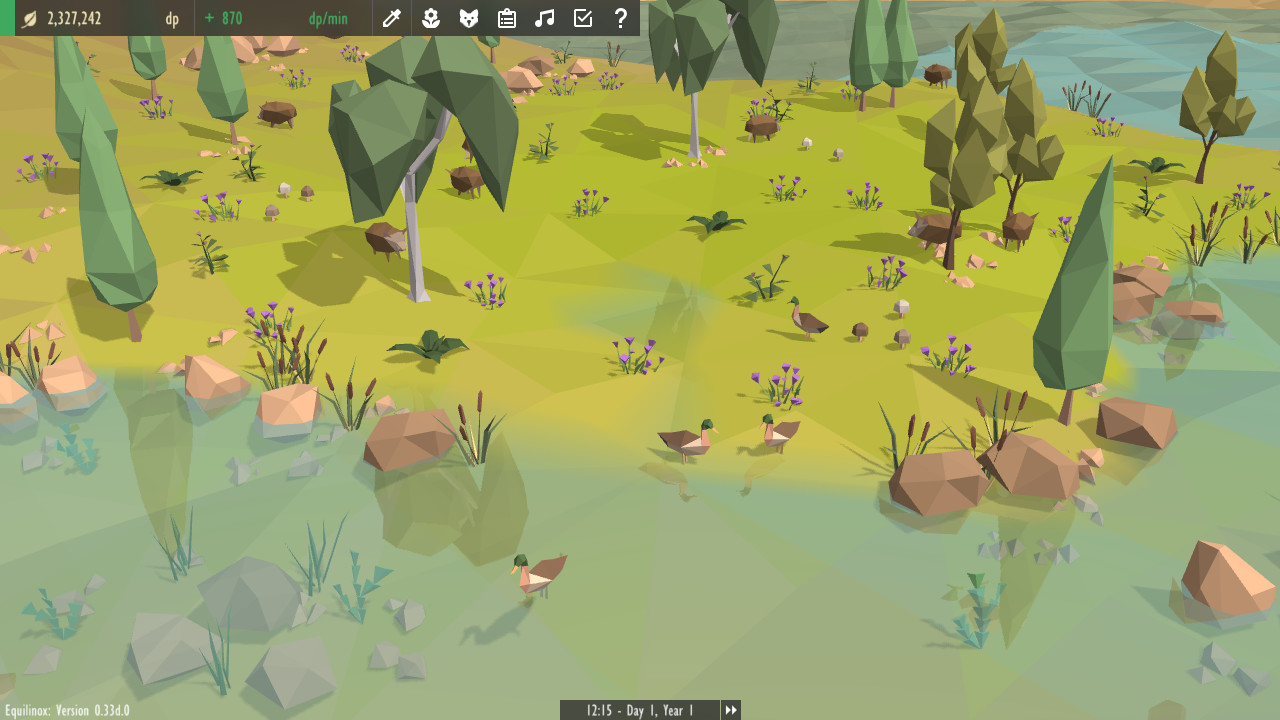 2,327,242 dp + 870 dp/min ?
Equilinox: Version 0.33d.0
12:15 - Day 1, Year 1